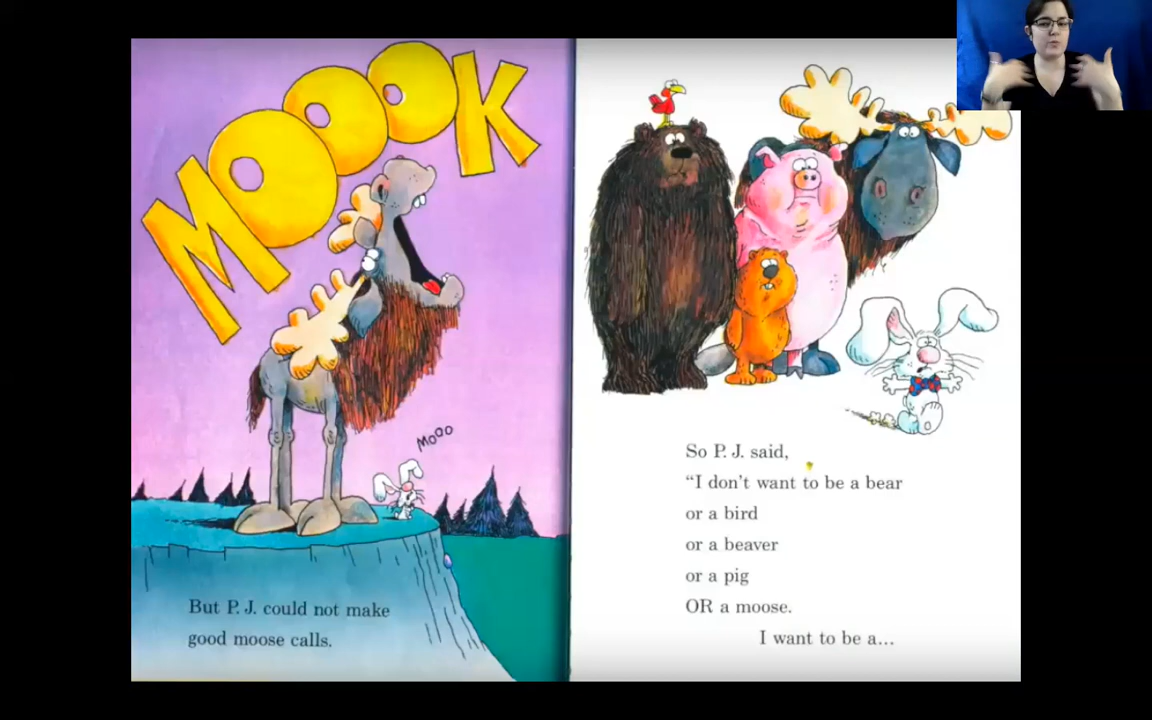 MOOOK
Mooo
But P. J. could not make
good moose calls.
So P. J. said,
“I don’t want to be a bear
or a bird
or a beaver
or a pig
OR a moose.
I want to be a...